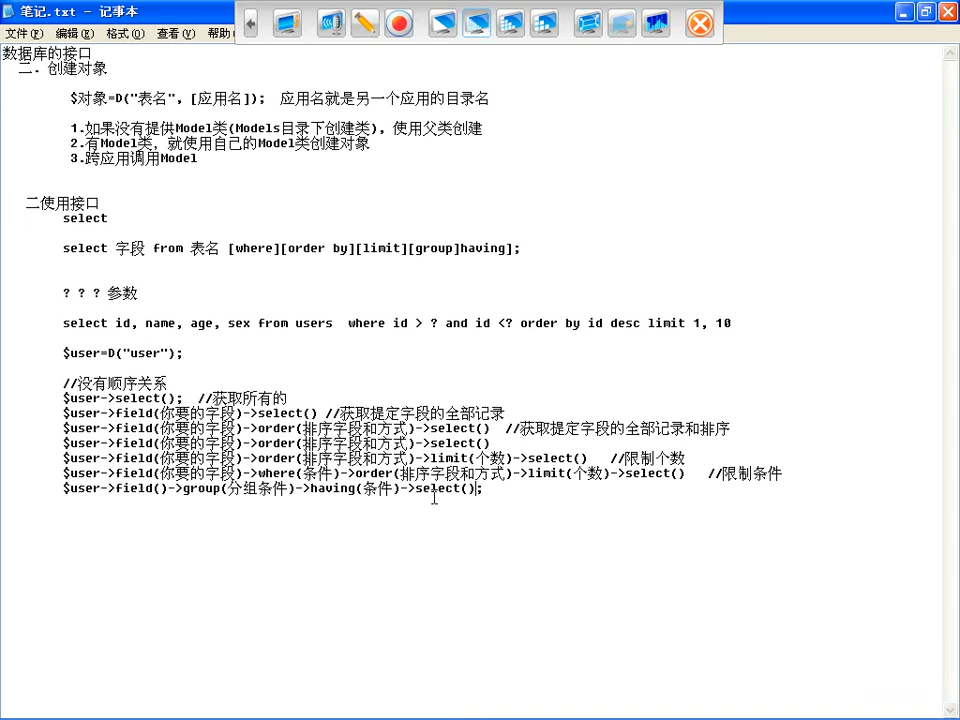 笔记.txt - 记事本
文件(F) 编辑(E) 格式(O) 查看(V) 帮助
数据库的接口
二．创建对象
$对象=D("表名", [应用名]); 应用名就是另一个应用的目录名
1.如果没有提供Model类(Models目录下创建类), 使用父类创建
2.有Model类, 就使用自己的Model类创建对象
3.跨应用调用Model
二使用接口
select
select 字段 from 表名 [where][order by][limit][group]having];
? ? ? 参数
select id, name, age, sex from users where id > ? and id <? order by id desc limit 1, 10
$user=D("user");
//没有顺序关系
$user->select(); //获取所有的
$user->field(你要的字段)->select() //获取提定字段的全部记录
$user->field(你要的字段)->order(排序字段和方式)->select() //获取提定字段的全部记录和排序
$user->field(你要的字段)->order(排序字段和方式)->select()
$user->field(你要的字段)->order(排序字段和方式)->limit(个数)->select() //限制个数
$user->field(你要的字段)->where(条件)->order(排序字段和方式)->limit(个数)->select() //限制条件
$user->field()->group(分组条件)->having(条件)->select();